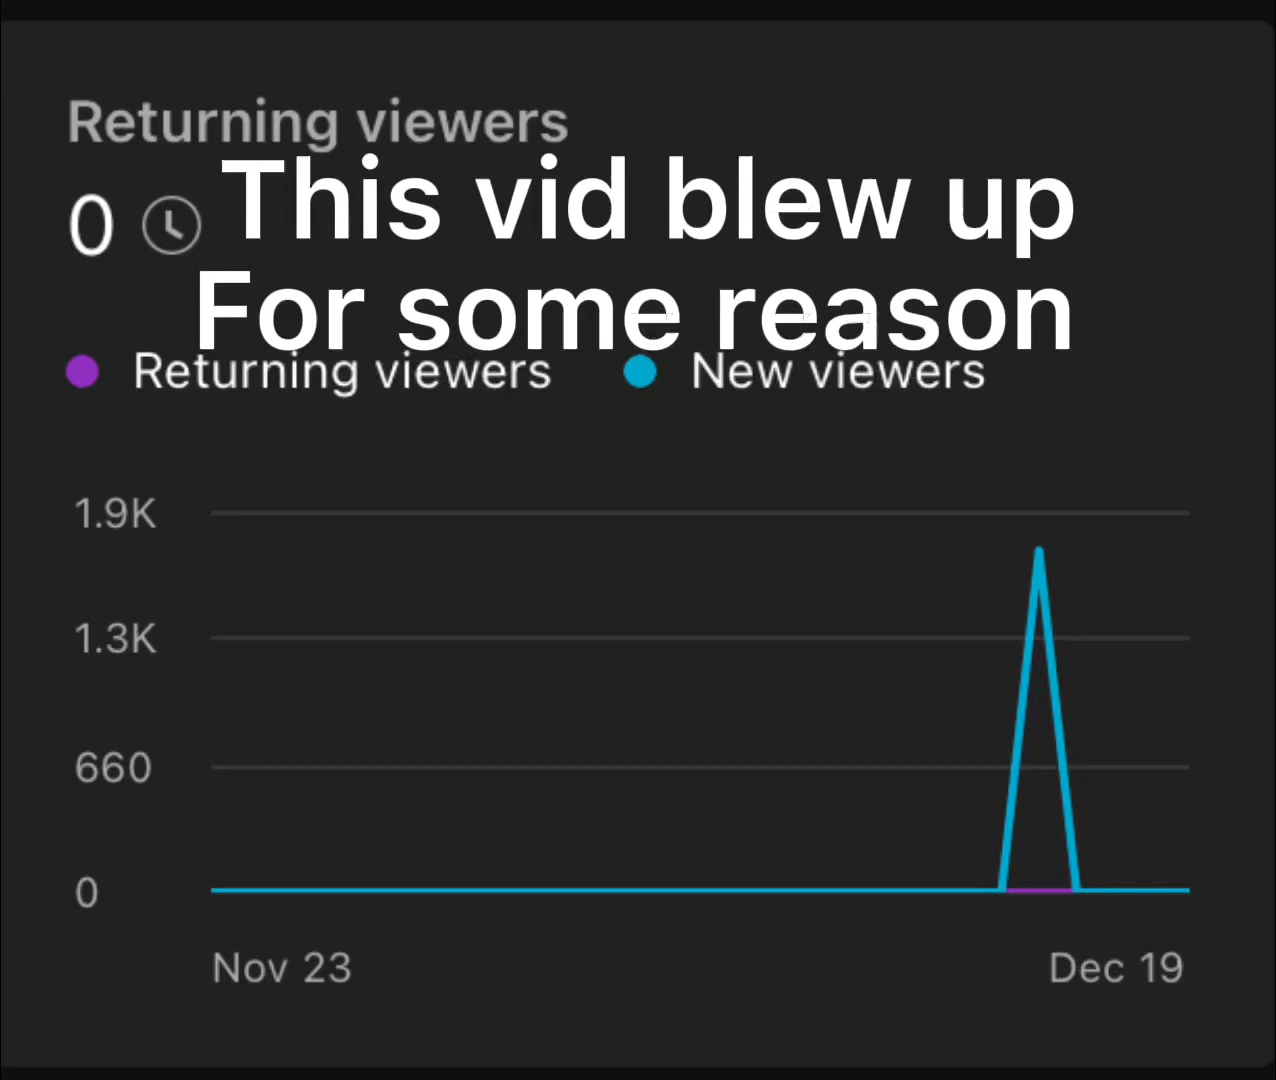 Returning viewers
0
This vid blew up
For some reason
Returning viewers
New viewers
1.9K
1.3K
660
0
Nov 23
Dec 19